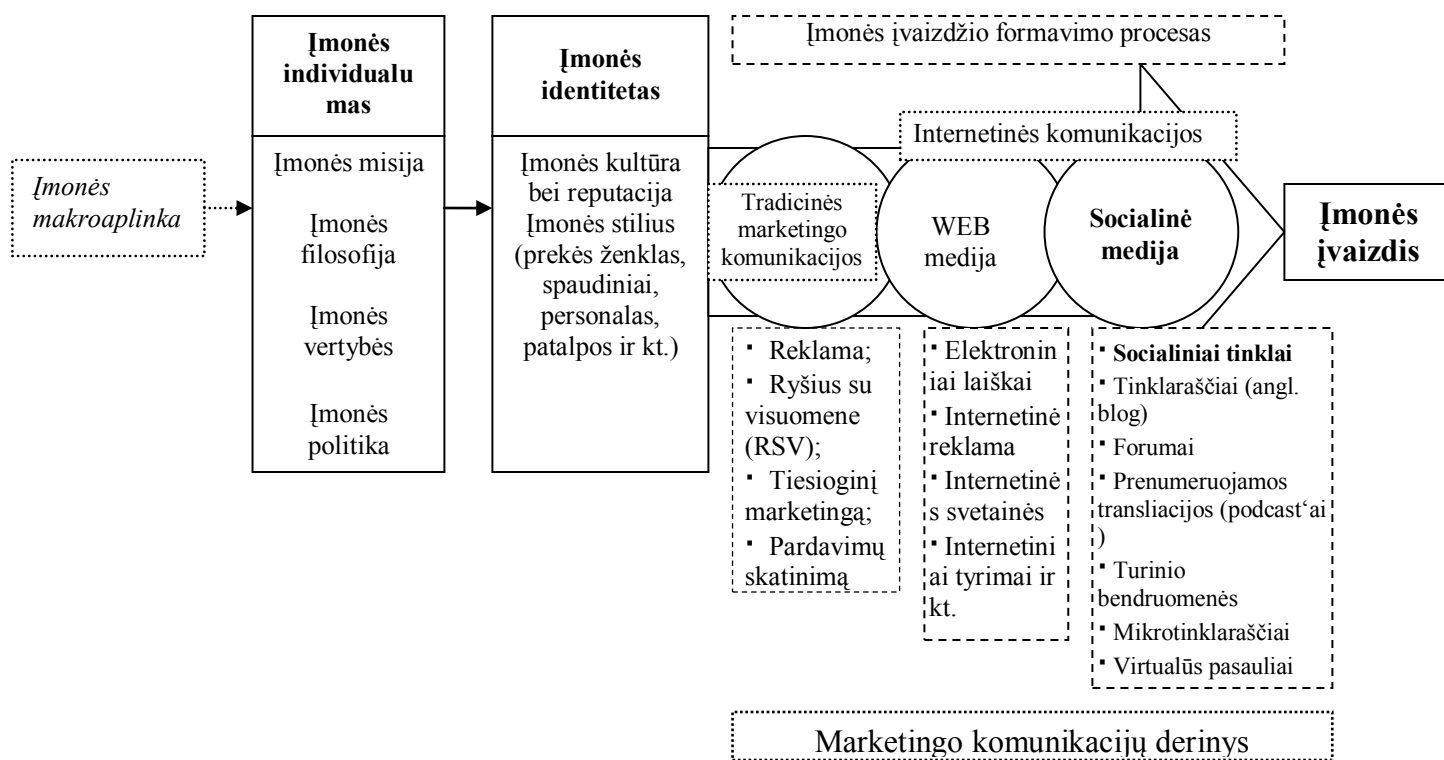 Įmonės
makroaplinka
Įmonės
individualu
mas
Įmonės misija
Įmonės
filosofija
Įmonės
vertybės
Įmonės
politika
Įmonės
identitetas
Įmonės kultūra
bei reputacija
Įmonės stilius
(prekės ženklas,
spaudiniai,
personalas,
patalpos ir kt.)
Įmonės įvaizdžio formavimo procesas
Internetinės komunikacijos
Tradicinės
marketingo
komunikacijos
WEB
medija
Socialinė
medija
Įmonės
įvaizdis
▪ Reklama;
▪ Ryšius su
visuomene
(RSV);
▪ Tiesioginį
marketingą;
▪ Pardavimų
skatinimą
▪ Elektronin
iai laiškai
▪ Internetinė
reklama
▪ Internetinė
s svetainės
▪ Internetini
ai tyrimai ir
kt.
▪ Socialiniai tinklai
▪ Tinklaraščiai (angl.
blog)
▪ Forumai
▪ Prenumeruojamos
transliacijos (podcast‘ai
)
▪ Turinio
bendruomenės
▪ Mikrotinklaraščiai
▪ Virtualūs pasauliai
Marketingo komunikacijų derinys